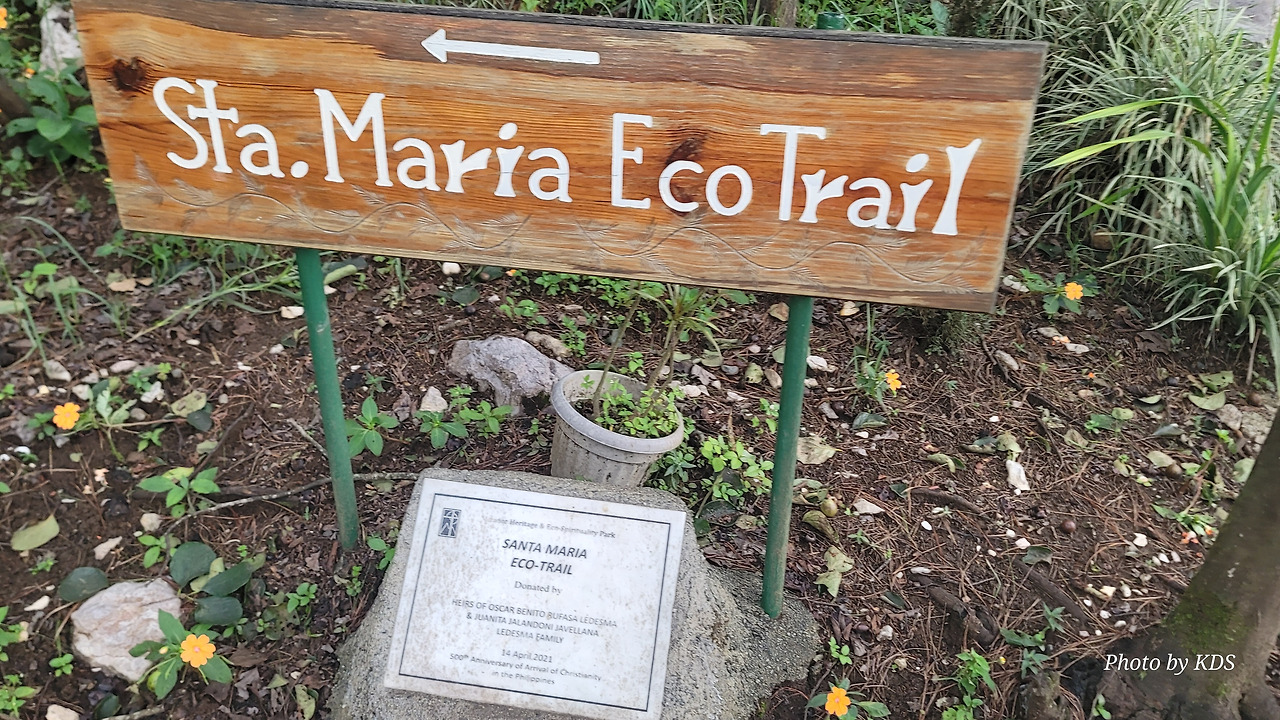 Sta. Maria Eco Trail
Heritage & Eco-Spirituality Park
SANTA MARIA
ECO-TRAIL
Donated by
HEIRS OF OSCAR BENITO RUFASA LEDESMA
& JUANITA JALANDONI JAVELLANA
LEDESMA FAMILY
14 April 2021
500th Anniversary of Arrival of Christianity
in the Philippines
Photo by KDS